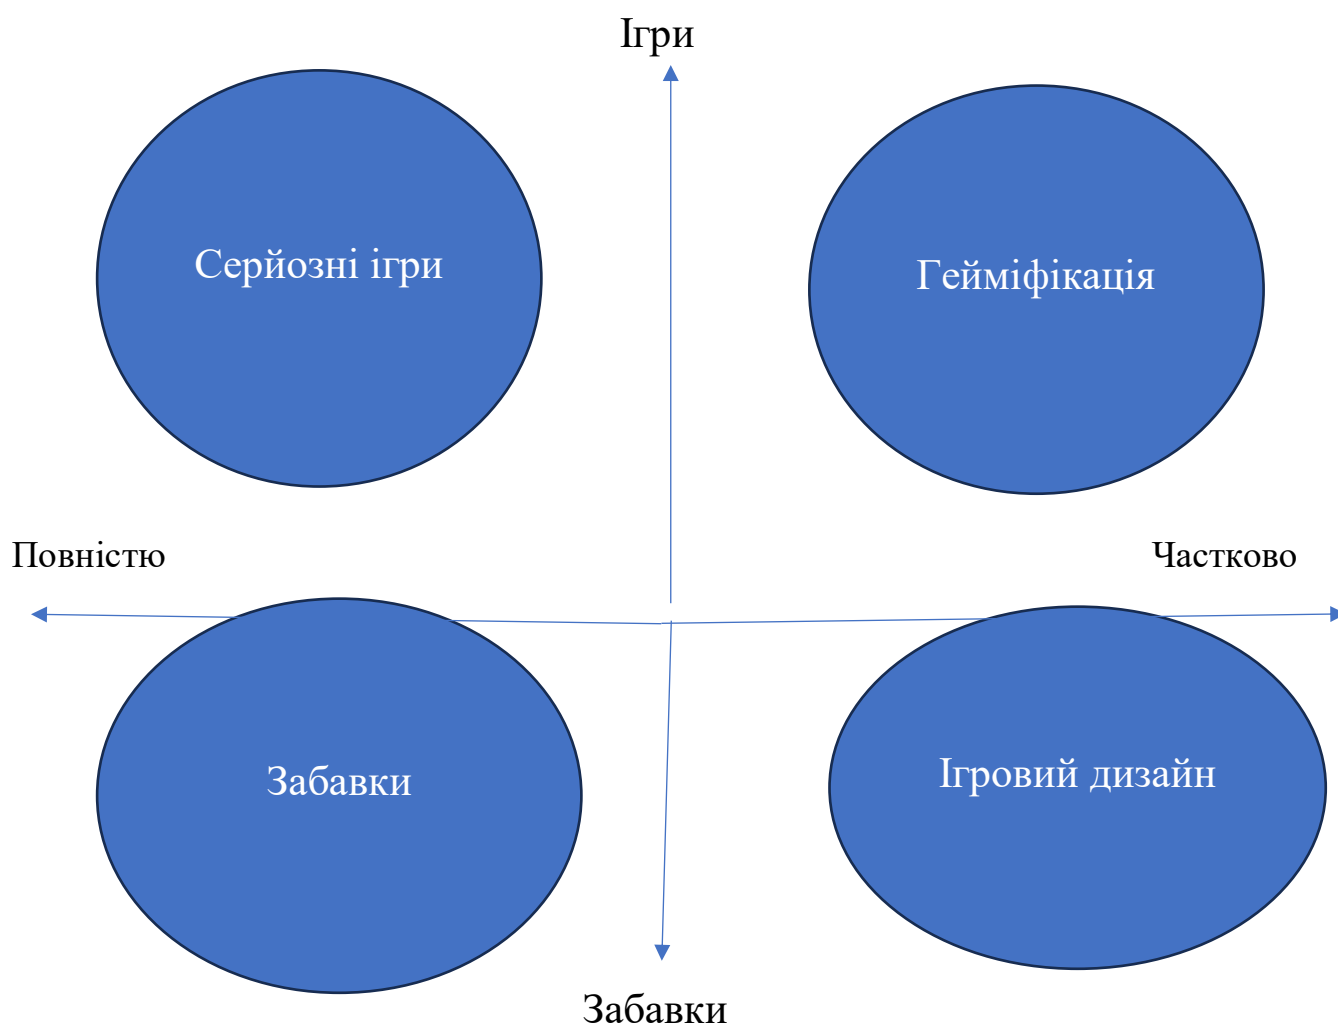 Ігри
Серйозні ігри
Гейміфікація
Повністю
Частково
Забавки
Ігровий дизайн
Забавки